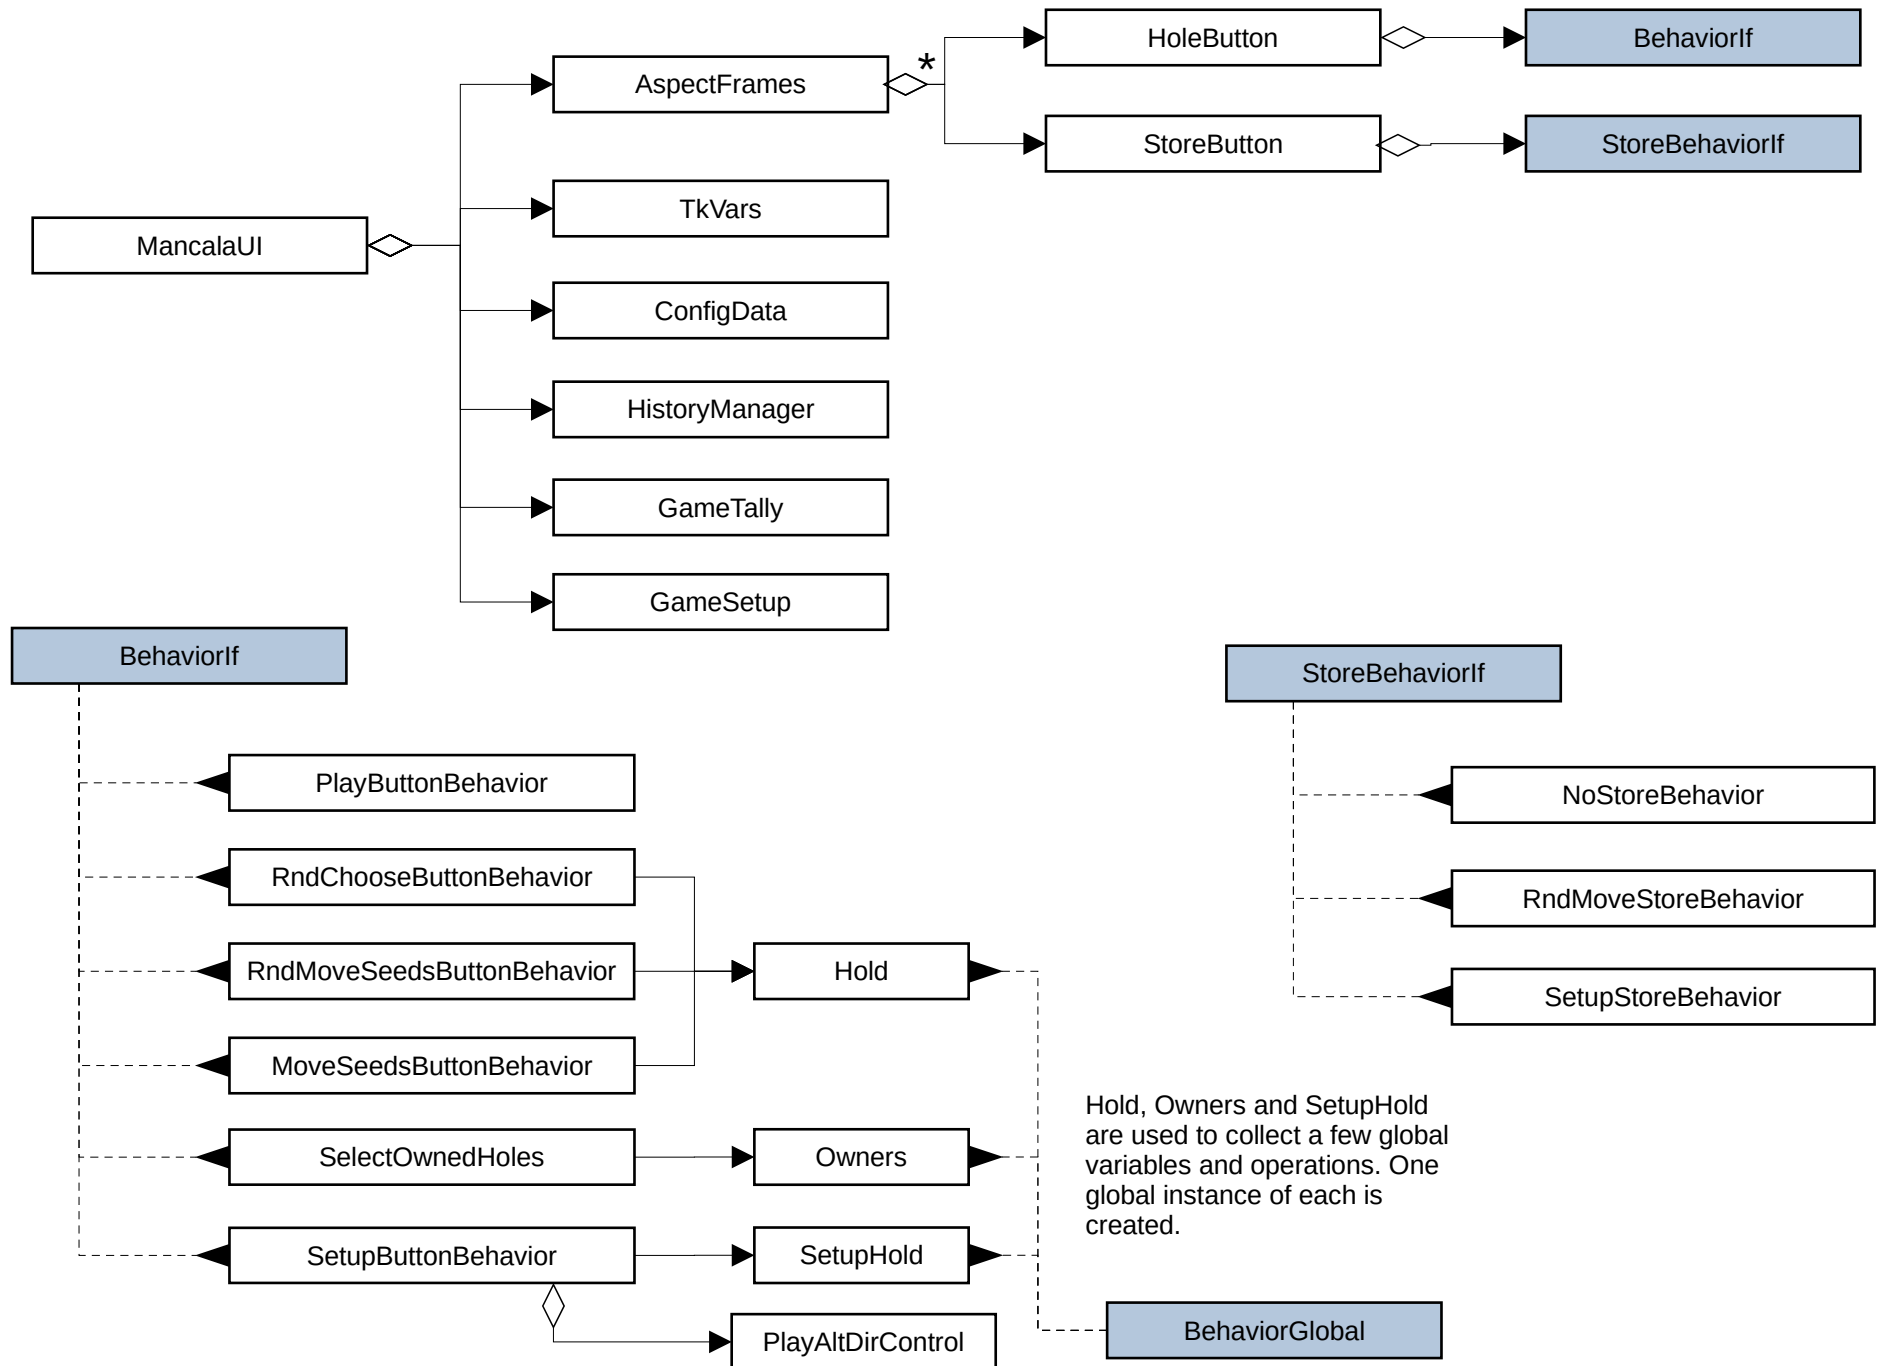 HoleButton
BehaviorIf
*
AspectFrames
StoreButton
StoreBehaviorIf
TkVars
MancalaUI
ConfigData
HistoryManager
GameTally
GameSetup
BehaviorIf
StoreBehaviorIf
PlayButtonBehavior
NoStoreBehavior
RndChooseButtonBehavior
RndMoveStoreBehavior
RndMoveSeedsButtonBehavior
Hold
SetupStoreBehavior
MoveSeedsButtonBehavior
Hold, Owners and SetupHold
are used to collect a few global
variables and operations. One
global instance of each is
created.
SelectOwnedHoles
Owners
SetupButtonBehavior
SetupHold
BehaviorGlobal
PlayAltDirControl